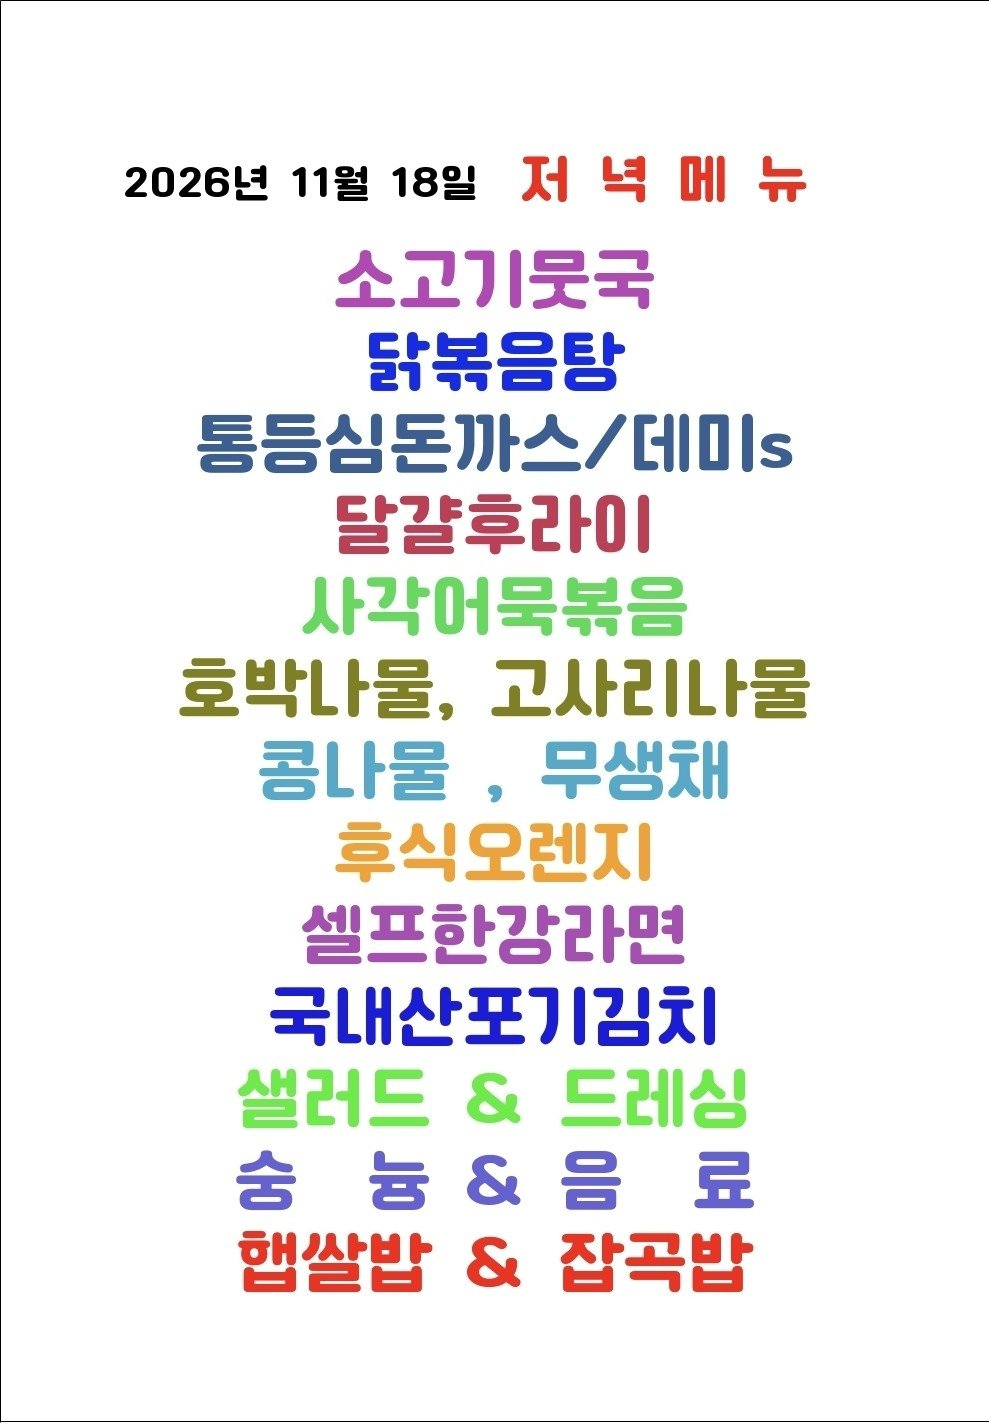 2026년 11월 18일 저 녁 메 뉴
소고기뭇국
닭볶음탕
통등심돈까스/데미s
달걀후라이
사각어묵볶음
호박나물, 고사리나물
콩나물 , 무생채
후식오렌지
셀프한강라면
국내산포기김치
샐러드 & 드레싱
숭 늉 & 음 료
햅쌀밥 & 잡곡밥